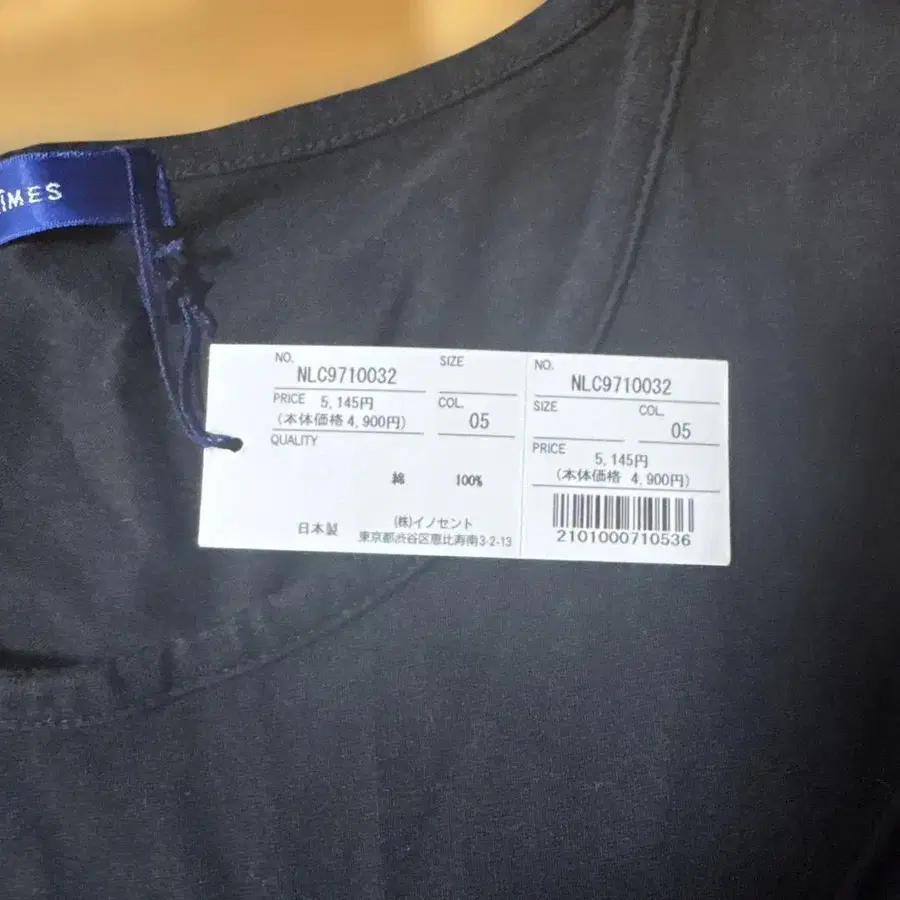 ÎMES
NO.
NLC9710032
SIZE
PRICE 5,145円
(本体価格 4,900円)
COL.
05
QUALITY
綿 100%
日本製
(株)イノセント
東京都渋谷区恵比寿南3-2-13
NO.
NLC9710032
SIZE
COL.
05
PRICE
5,145円
(本体価格 4,900円)
2101000710536